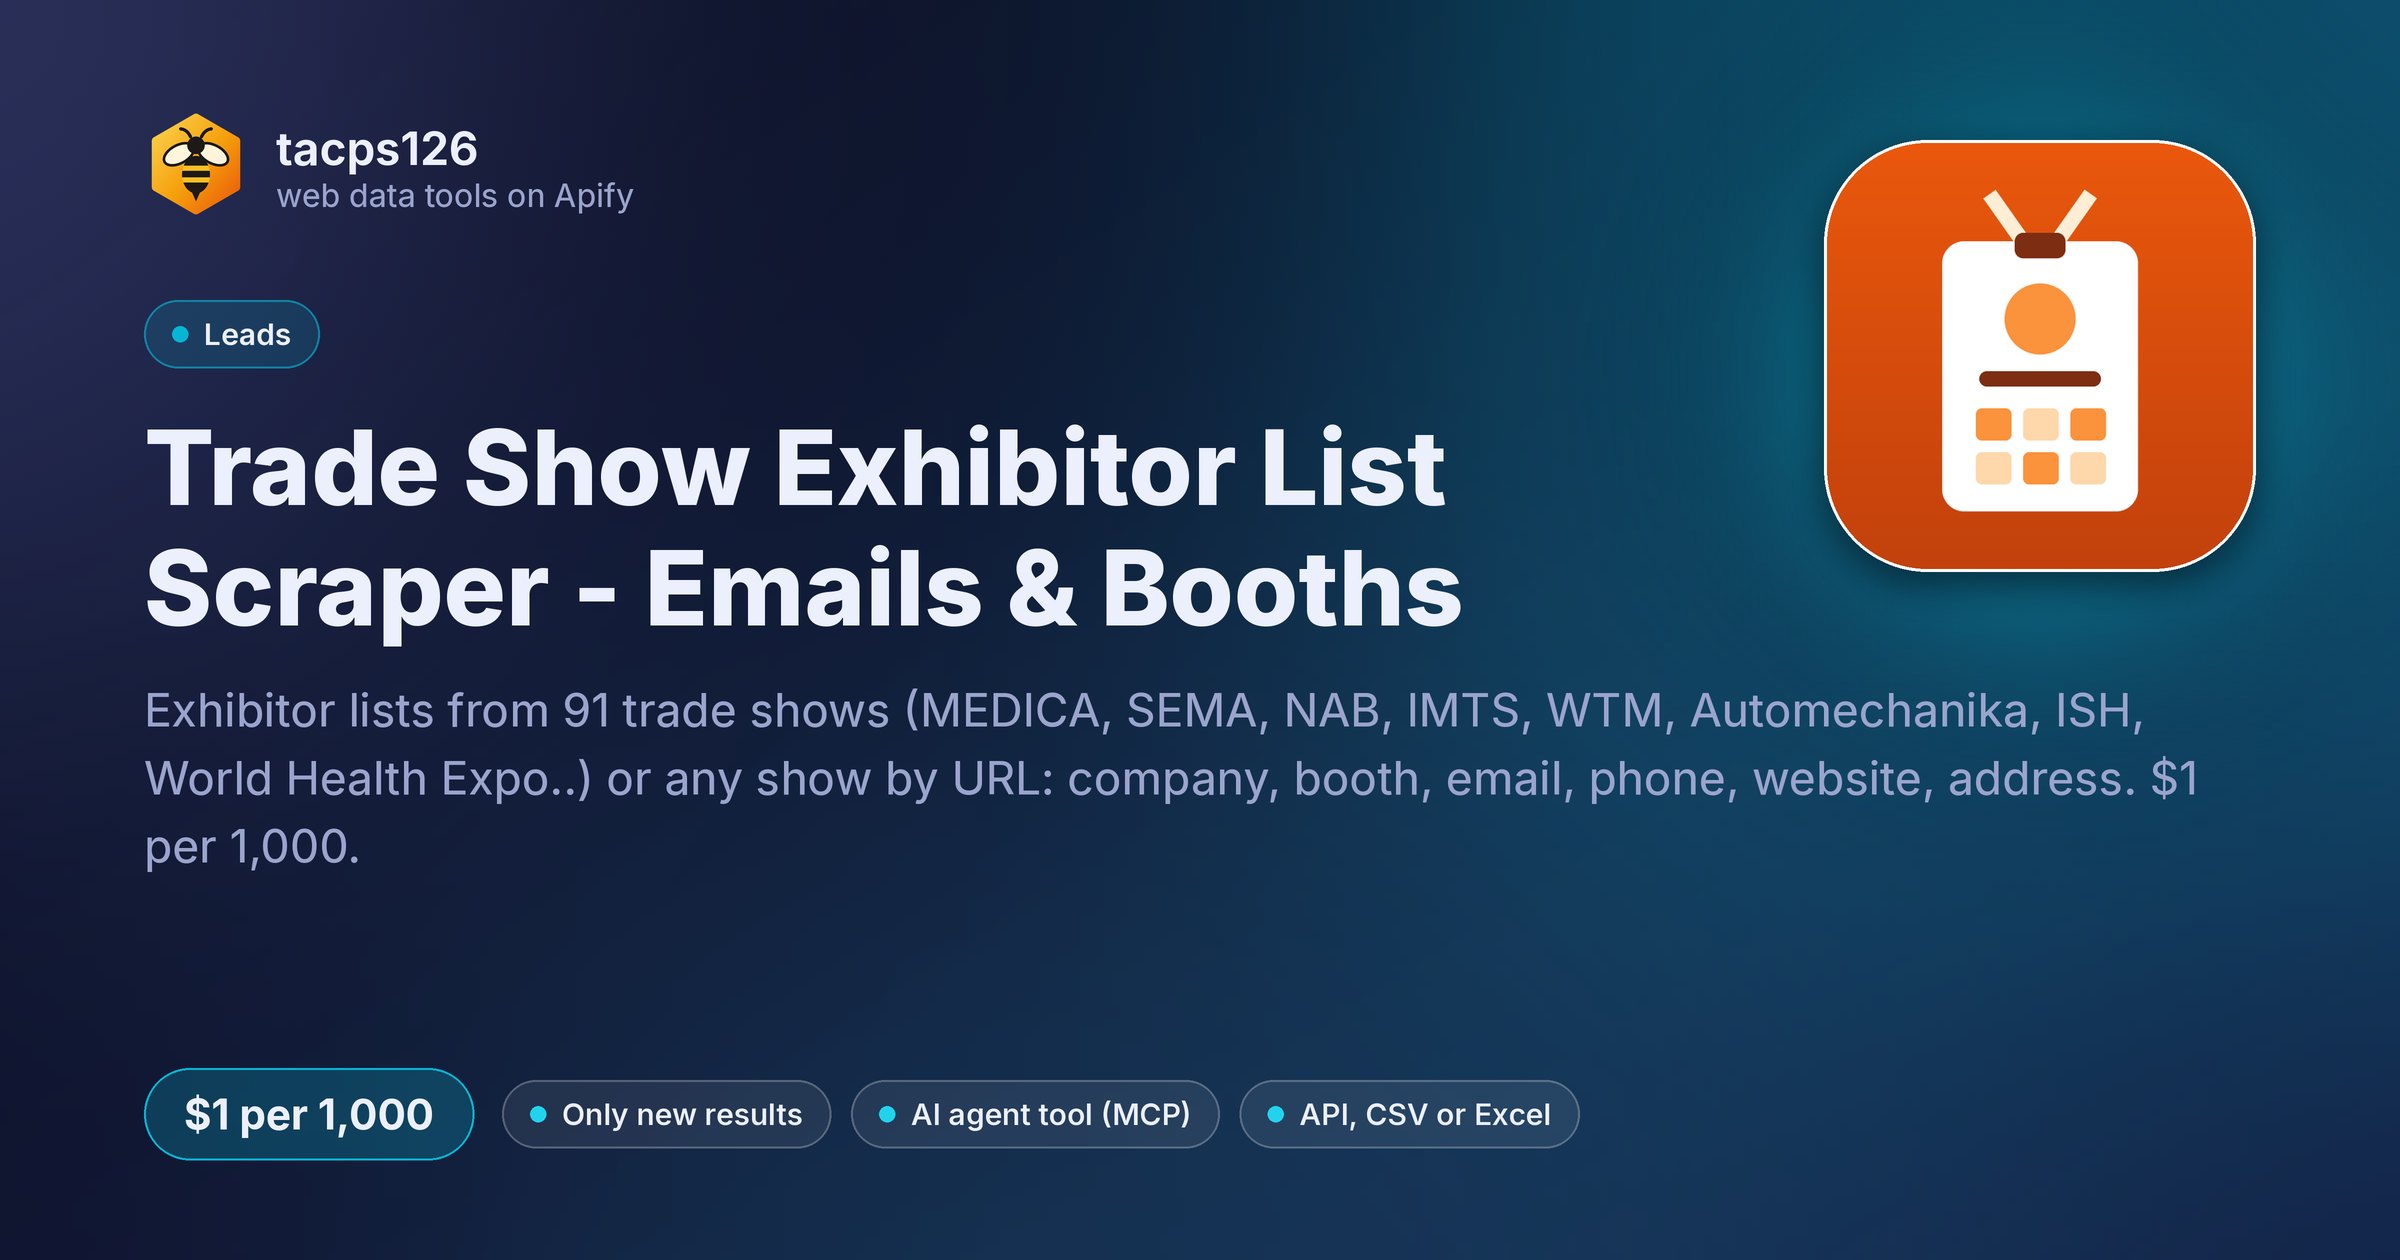 tacps126
web data tools on Apify
Leads
Trade Show Exhibitor List
Scraper - Emails & Booths
Exhibitor lists from 91 trade shows (MEDICA, SEMA, NAB, IMTS, WTM, Automechanika, ISH,
World Health Expo..) or any show by URL: company, booth, email, phone, website, address. $1
per 1,000.
$1 per 1,000
Only new results
AI agent tool (MCP)
API, CSV or Excel